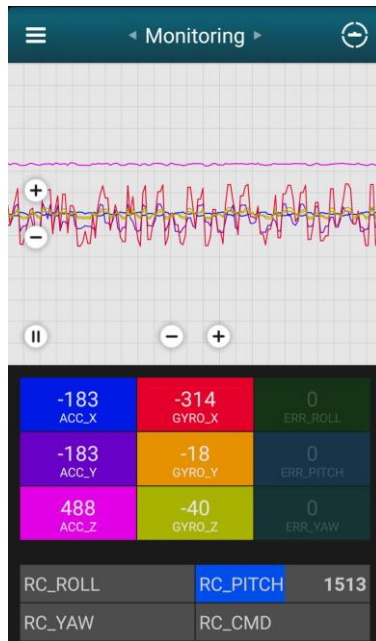 Monitoring
-183 -314 0
ACC_X GYRO_X ERR_ROLL
-183 -18 0
ACC_Y GYRO_Y ERR_PITCH
488 -40 0
ACC_Z GYRO_Z ERR_YAW
RC_ROLL RC_PITCH 1513
RC_YAW RC_CMD